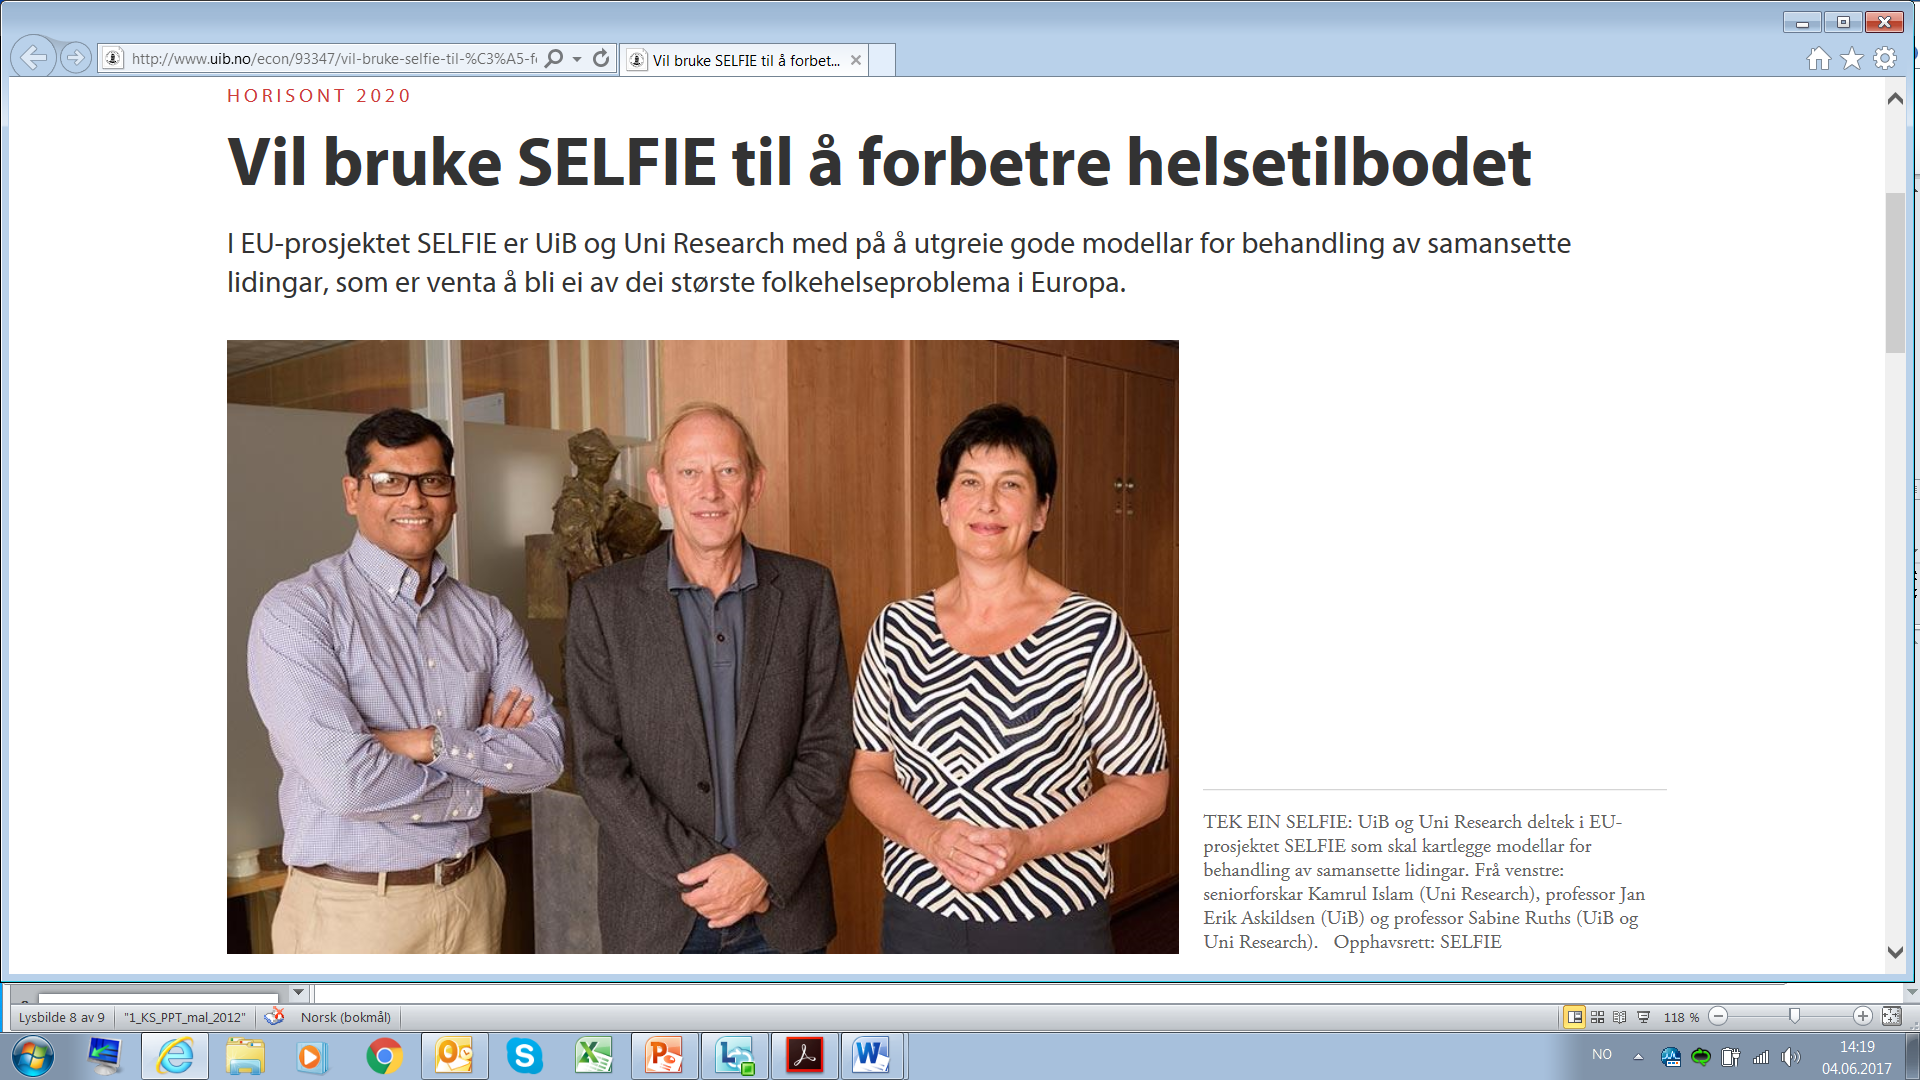 http://www.uib.no/econ/93347/vil-bruke-selfie-til-%C3%A5-f
Vil bruke SELFIE til å forbet...
HORISONT 2020
Vil bruke SELFIE til å forbetre helsetilbodet
I EU-prosjektet SELFIE er UiB og Uni Research med på å utgreie gode modellar for behandling av samansette
lidingar, som er venta å bli ei av dei største folkehelseproblema i Europa.
TEK EIN SELFIE: UiB og Uni Research deltek i EU-
prosjektet SELFIE som skal kartlegge modellar for
behandling av samansette lidingar. Frå venstre:
seniorforskar Kamrul Islam (Uni Research), professor Jan
Erik Askildsen (UiB) og professor Sabine Ruths (UiB og
Uni Research). Opphavsrett: SELFIE
Lysbilde 8 av 9 "1_KS_PPT_mal_2012" Norsk (bokmål) 118 %
NO 14:19
04.06.2017